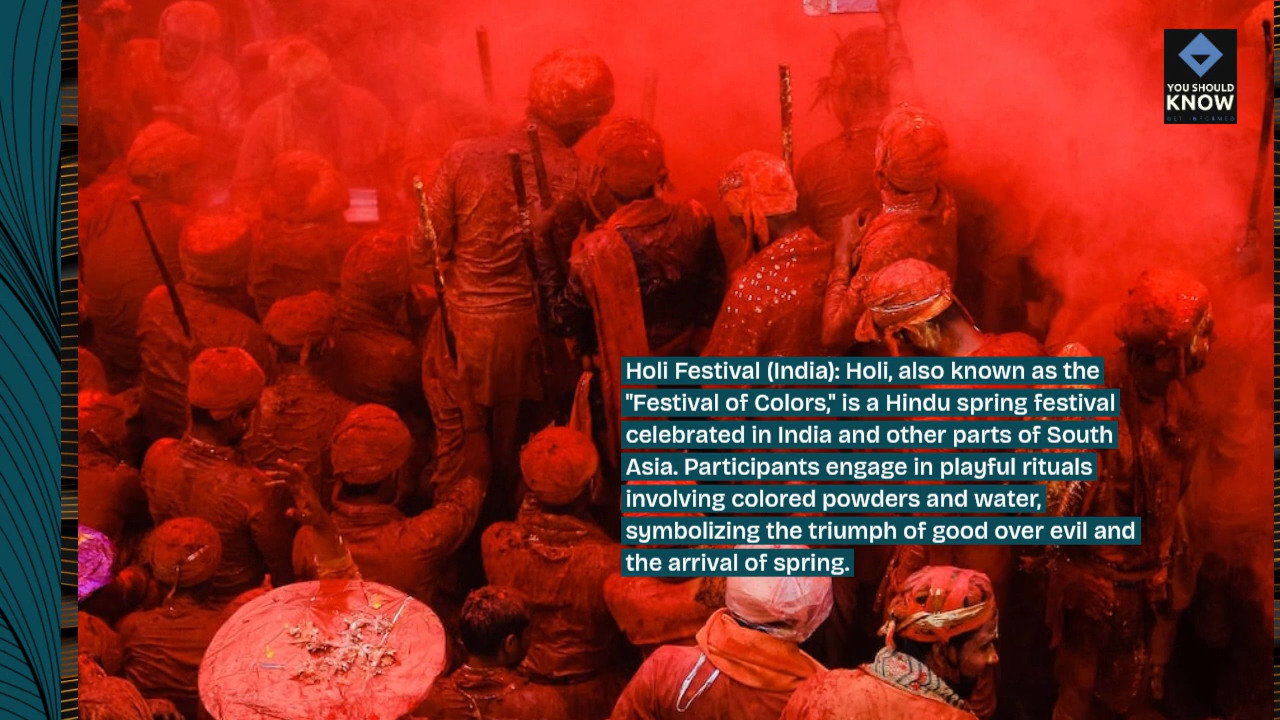 YOU SHOULD
KNOW
GET INFORMED
Holi Festival (India): Holi, also known as the
"Festival of Colors," is a Hindu spring festival
celebrated in India and other parts of South
Asia. Participants engage in playful rituals
involving colored powders and water,
symbolizing the triumph of good over evil and
the arrival of spring.